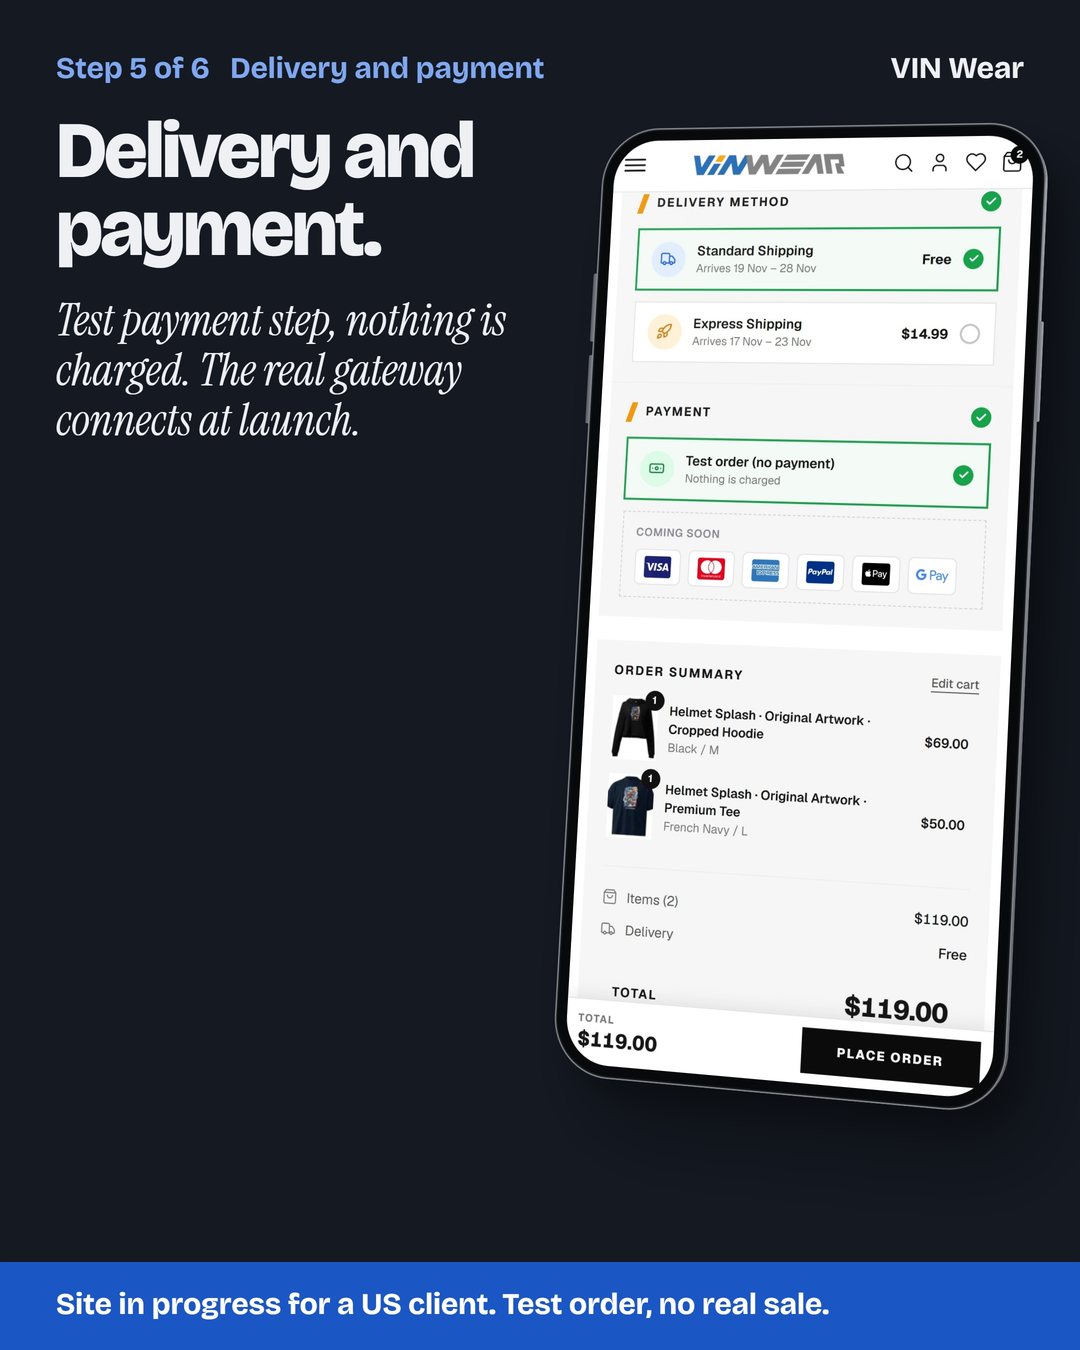 Step 5 of 6 Delivery and payment
VIN Wear
Delivery and
payment.
Test payment step, nothing is
charged. The real gateway
connects at launch.
VINWEAR
2
DELIVERY METHOD
Standard Shipping
Arrives 19 Nov – 28 Nov
Free
Express Shipping
Arrives 17 Nov – 23 Nov
$14.99
PAYMENT
Test order (no payment)
Nothing is charged
COMING SOON
VISA
mastercard
AMERICAN
EXPRESS
PayPal
Pay
G Pay
ORDER SUMMARY
Edit cart
1
Helmet Splash · Original Artwork ·
Cropped Hoodie
Black / M
$69.00
1
Helmet Splash · Original Artwork ·
Premium Tee
French Navy / L
$50.00
Items (2)
$119.00
Delivery
Free
TOTAL
$119.00
TOTAL
$119.00
PLACE ORDER
Site in progress for a US client. Test order, no real sale.